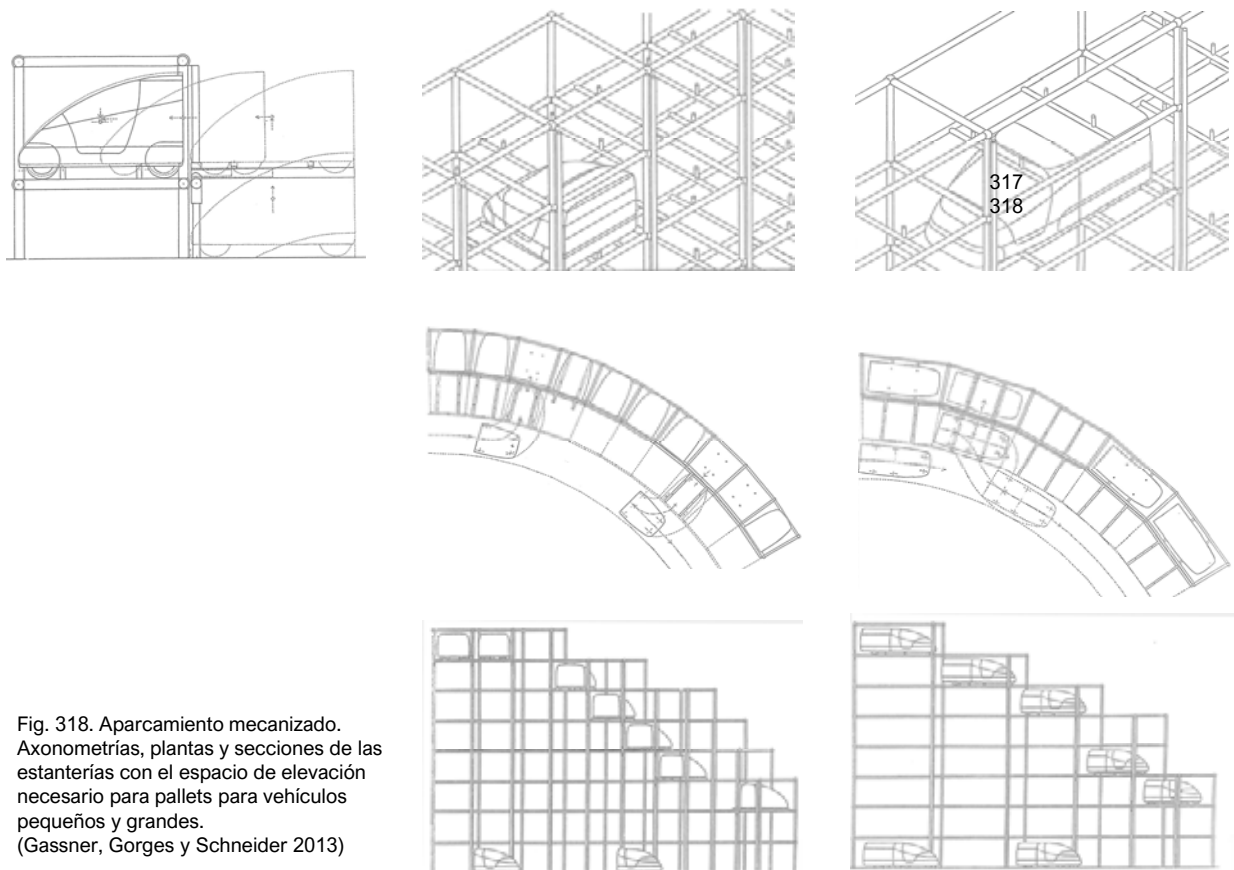 317
318
Fig. 318. Aparcamiento mecanizado.
Axonometrías, plantas y secciones de las
estanterías con el espacio de elevación
necesario para pallets para vehículos
pequeños y grandes.
(Gassner, Gorges y Schneider 2013)